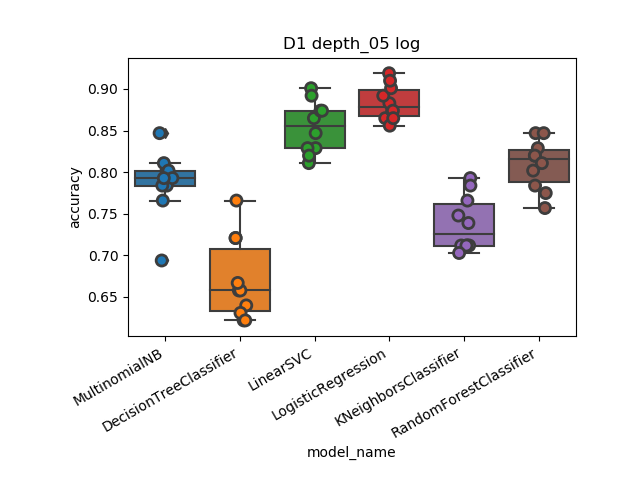 D1 depth_05 log
accuracy
0.90
0.85
0.80
0.75
0.70
0.65
MultinomialNB
DecisionTreeClassifier
LinearSVC
LogisticRegression
KNeighborsClassifier
RandomForestClassifier
model_name